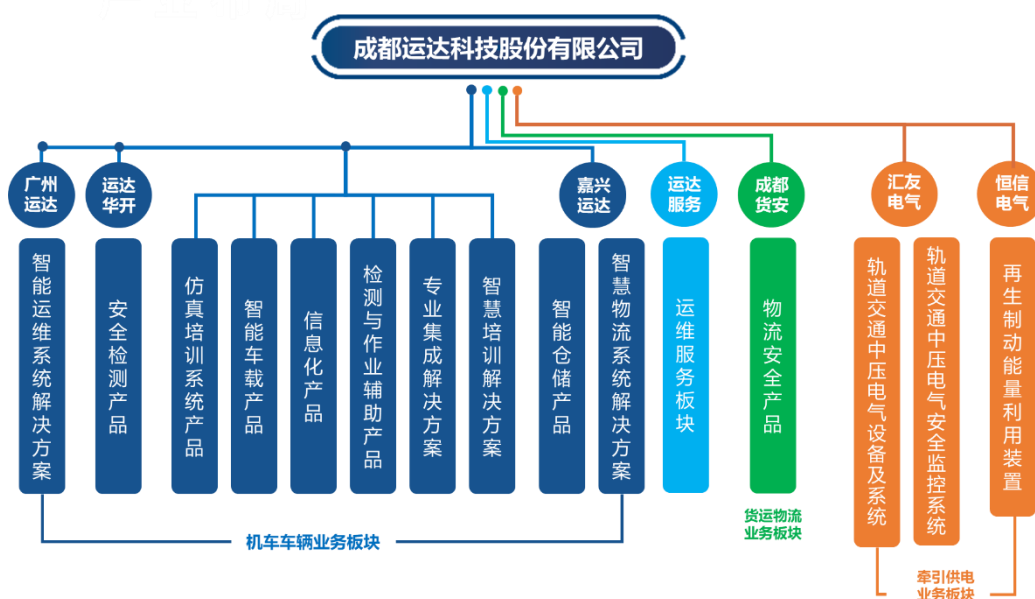 成都运达科技股份有限公司
广州
运达
运达
华开
嘉兴
运达
运达
服务
成都
货安
汇友
电气
恒信
电气
智能运维系统解决方案
安全检测产品
仿真培训系统产品
智能车载产品
信息化产品
检测与作业辅助产品
专业集成解决方案
智慧培训解决方案
智能仓储产品
智慧物流系统解决方案
运维服务板块
物流安全产品
轨道交通中压电气设备及系统
轨道交通中压电气安全监控系统
再生制动能量利用装置
机车车辆业务板块
货运物流
业务板块
牵引供电
业务板块